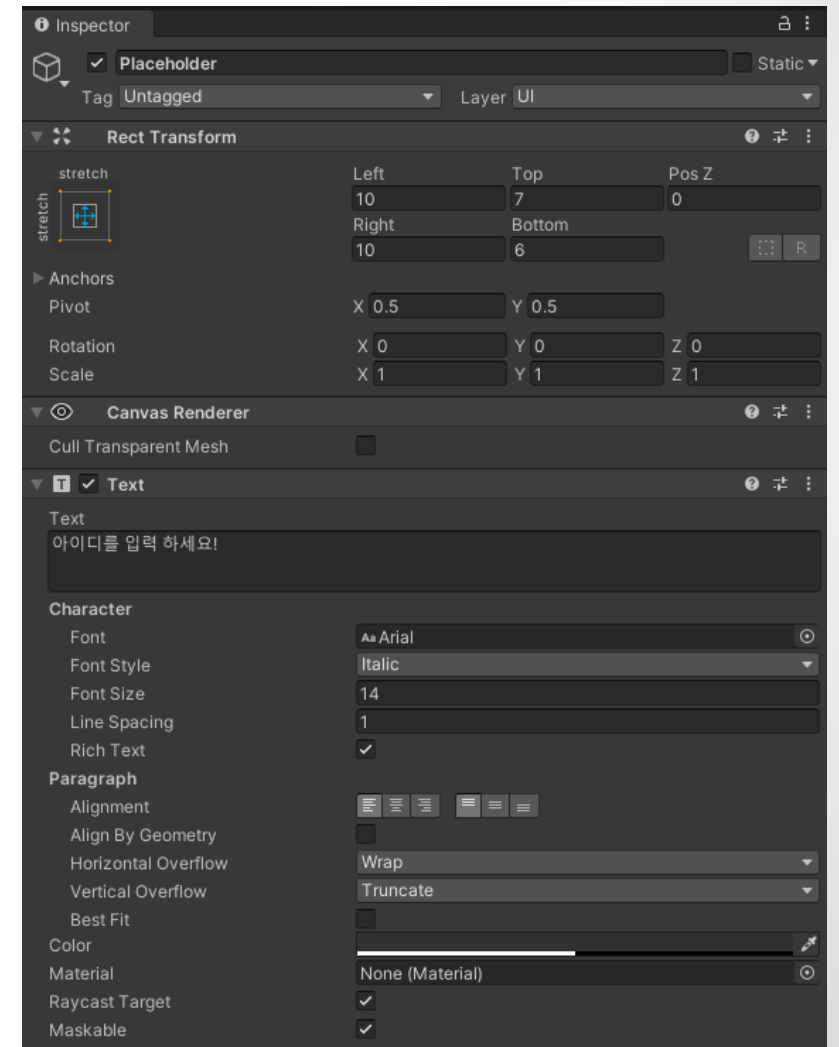 Inspector
Placeholder Static
Tag Untagged Layer UI
Rect Transform
stretch Left Top Pos Z
stretch 10 7 0
Right Bottom
10 6 R
Anchors
Pivot X 0.5 Y 0.5
Rotation X 0 Y 0 Z 0
Scale X 1 Y 1 Z 1
Canvas Renderer
Cull Transparent Mesh
T Text
Text
아이디를 입력 하세요!
Character
Font Aa Arial
Font Style Italic
Font Size 14
Line Spacing 1
Rich Text
Paragraph
Alignment
Align By Geometry
Horizontal Overflow Wrap
Vertical Overflow Truncate
Best Fit
Color
Material None (Material)
Raycast Target
Maskable